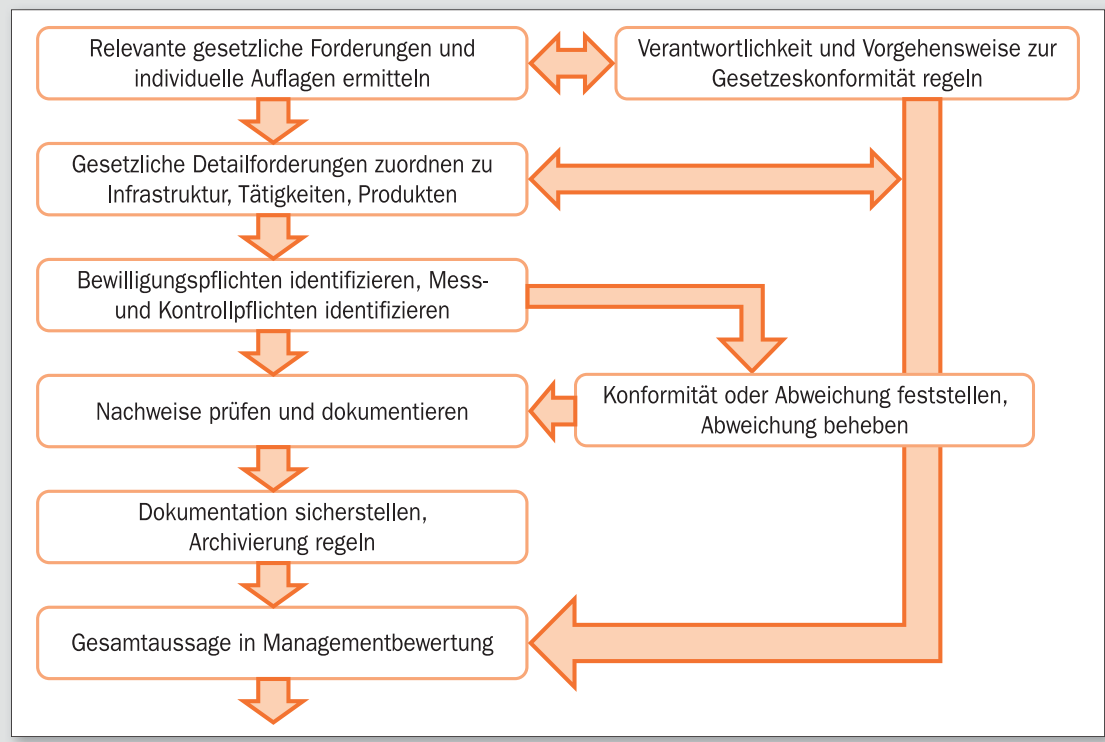 Relevante gesetzliche Forderungen und
individuelle Auflagen ermitteln
Verantwortlichkeit und Vorgehensweise zur
Gesetzeskonformität regeln
Gesetzliche Detailforderungen zuordnen zu
Infrastruktur, Tätigkeiten, Produkten
Bewilligungspflichten identifizieren, Mess-
und Kontrollpflichten identifizieren
Konformität oder Abweichung feststellen,
Abweichung beheben
Nachweise prüfen und dokumentieren
Dokumentation sicherstellen,
Archivierung regeln
Gesamtaussage in Managementbewertung